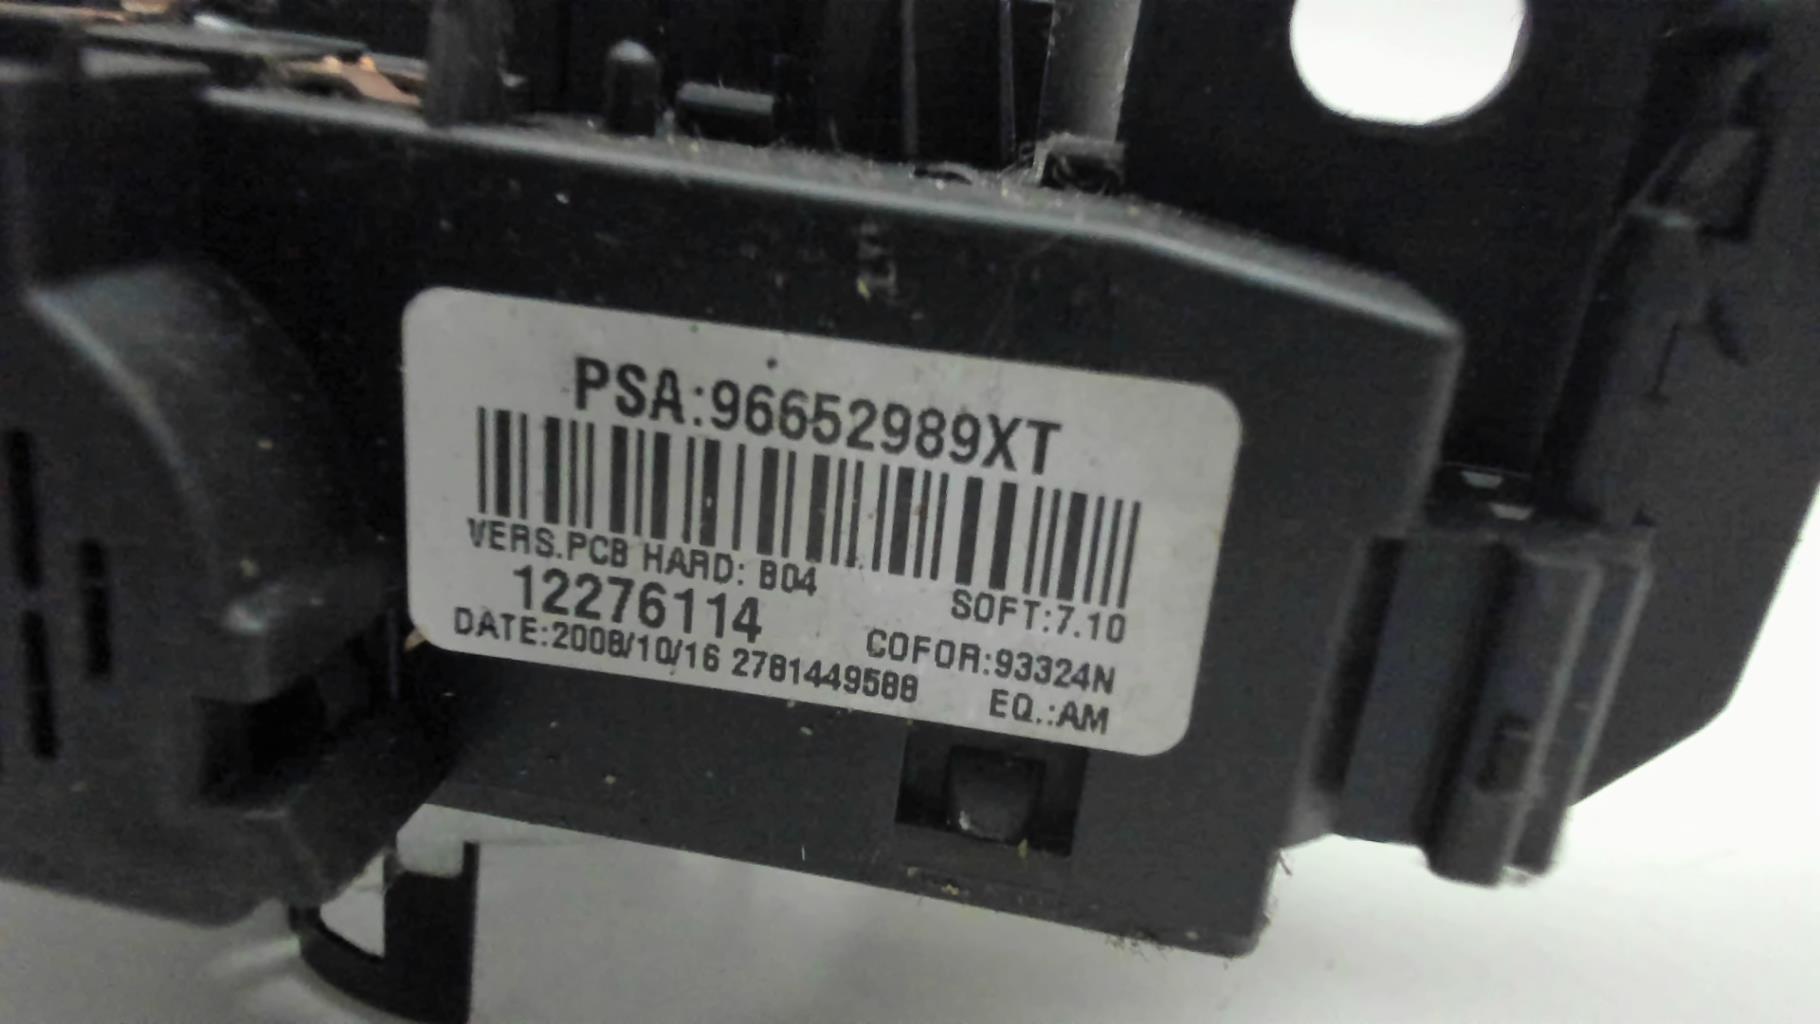 PSA:96652989XT
VERS.PCB HARD: B04
SOFT:7.10
12276114
COFOR:93324N
DATE:2008/10/16 2781449588
EQ.:AM